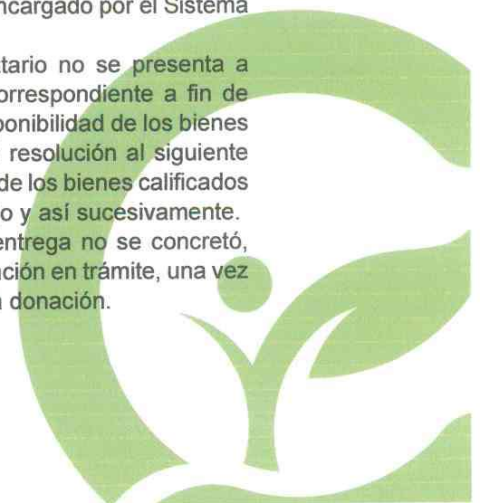 ncargado por el Sistema
tario no se presenta a
orrespondiente a fin de
ponibilidad de los bienes
resolución al siguiente
de los bienes calificados
o y así sucesivamente.
entrega no se concretó,
ación en trámite, una vez
donación.